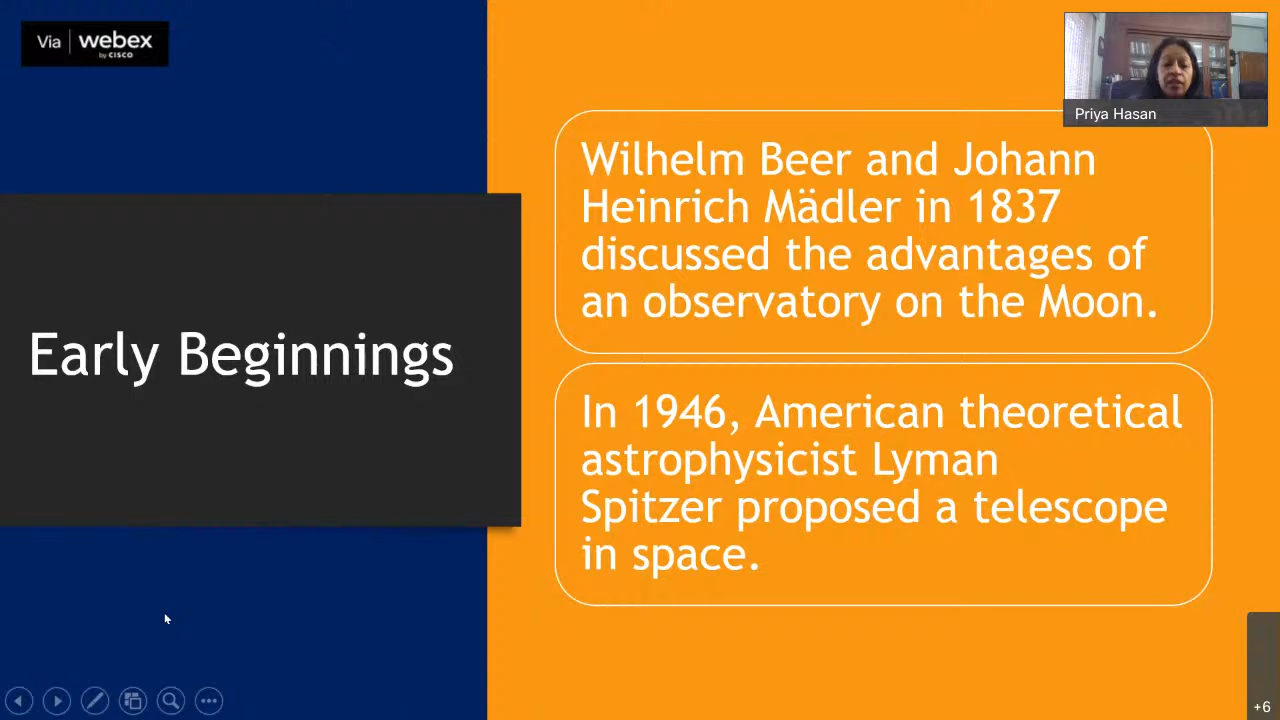 Via webex
by CISCO
Priya Hasan
Early Beginnings
Wilhelm Beer and Johann
Heinrich Mädler in 1837
discussed the advantages of
an observatory on the Moon.
In 1946, American theoretical
astrophysicist Lyman
Spitzer proposed a telescope
in space.
+6